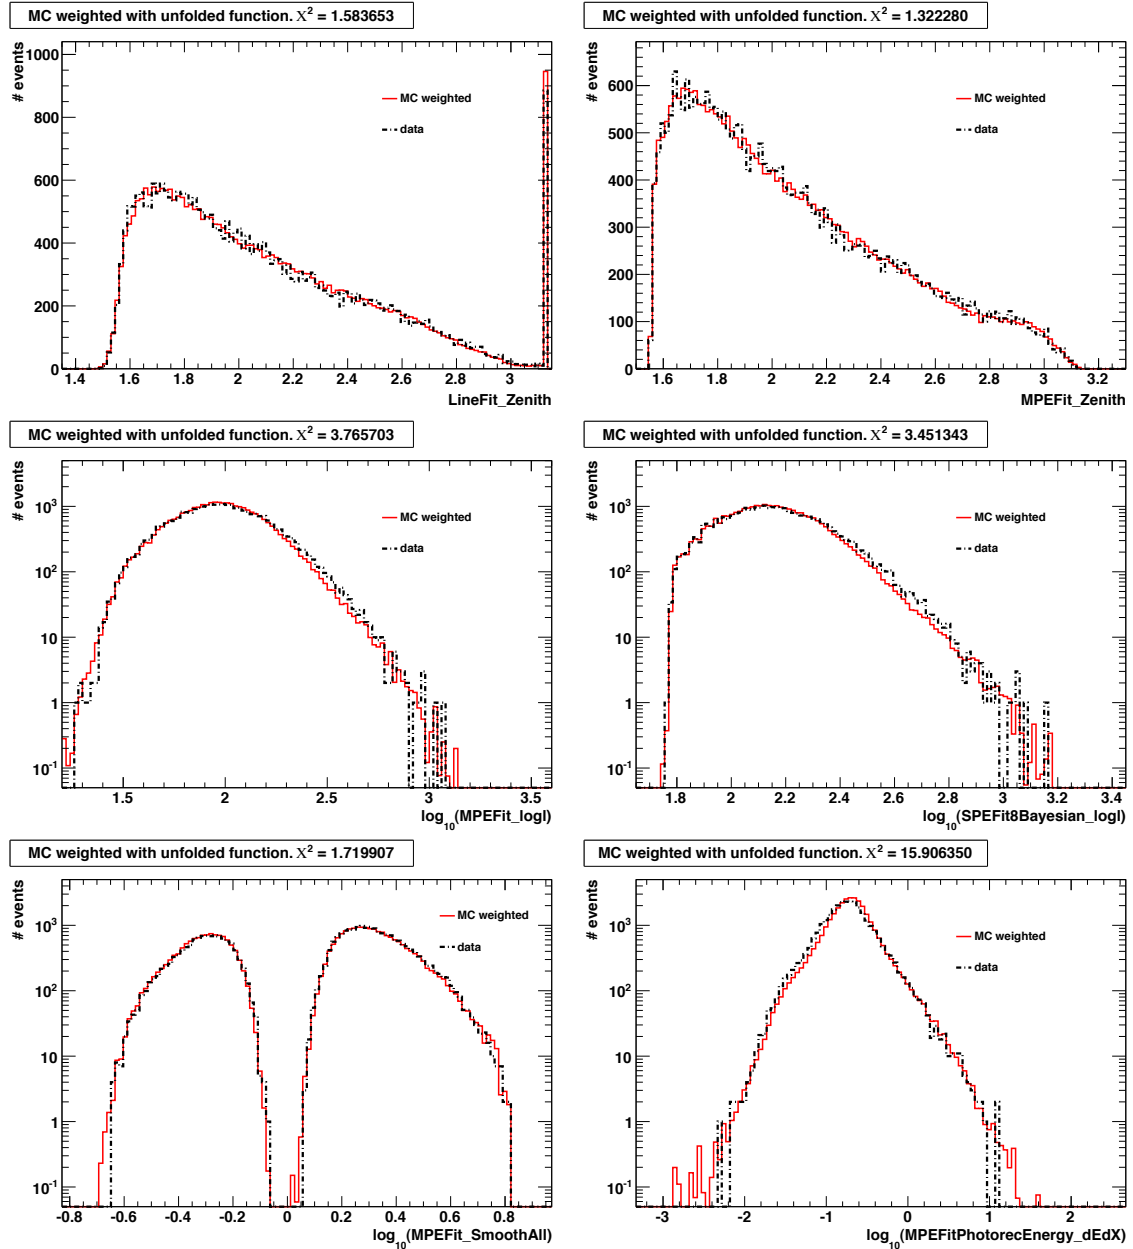 MC weighted with unfolded function. Χ² = 1.583653
# events
1000
800
600
400
200
0
MC weighted
data
1.4 1.6 1.8 2 2.2 2.4 2.6 2.8 3
LineFit_Zenith
MC weighted with unfolded function. Χ² = 1.322280
# events
600
500
400
300
200
100
0
MC weighted
data
1.6 1.8 2 2.2 2.4 2.6 2.8 3 3.2
MPEFit_Zenith
MC weighted with unfolded function. Χ² = 3.765703
# events
10³
10²
10
1
10⁻¹
MC weighted
data
1.5 2 2.5 3 3.5
log₁₀(MPEFit_logl)
MC weighted with unfolded function. Χ² = 3.451343
# events
10³
10²
10
1
10⁻¹
MC weighted
data
1.8 2 2.2 2.4 2.6 2.8 3 3.2 3.4
log₁₀(SPEFit8Bayesian_logl)
MC weighted with unfolded function. Χ² = 1.719907
# events
10³
10²
10
1
10⁻¹
MC weighted
data
-0.8 -0.6 -0.4 -0.2 0 0.2 0.4 0.6 0.8
log₁₀(MPEFit_SmoothAll)
MC weighted with unfolded function. Χ² = 15.906350
# events
10³
10²
10
1
10⁻¹
MC weighted
data
-3 -2 -1 0 1 2
log₁₀(MPEFitPhotorecEnergy_dEdX)